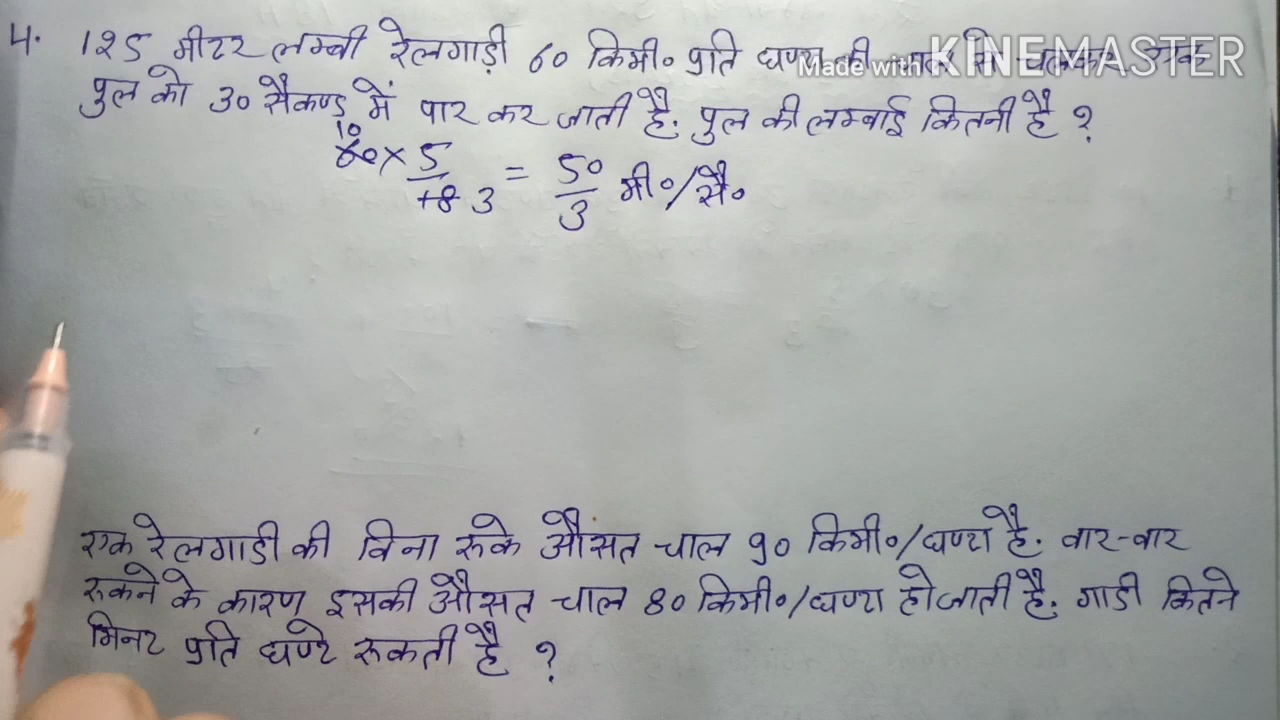 4. 125 मीटर लम्बी रेलगाड़ी 60 किमी० प्रति घण्टा की चाल से चलकर एक
Made with KINEMASTER
पुल को 30 सैकण्ड में पार कर जाती है. पुल की लम्बाई कितनी है ?
10
60 × 5/18 3 = 50/3 मी०/सै०
एक रेलगाडी की विना रूके औसत चाल 90 किमी०/घण्टा है. वार-वार
रूकने के कारण इसकी औसत चाल 80 किमी०/घण्टा हो जाती है. गाडी कितने
मिनट प्रति घण्टे रूकती है ?